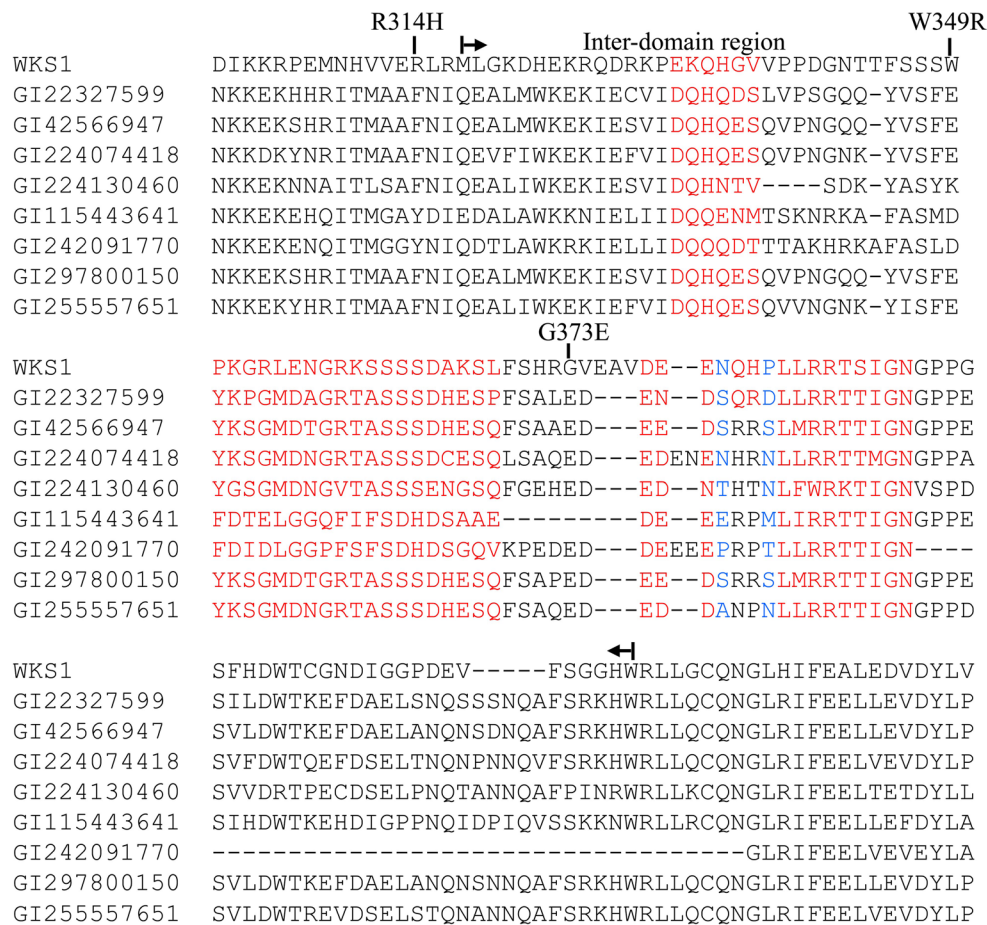 R314H W349R
Inter-domain region
WKS1 DIKKRPEMNHVVERLRMLGKDHEKRQDRKPEKQHGVVPPDGNTTFSSSW
GI22327599 NKKEKHHRITMAAFNIQEALMWKEKIECVIDQHQDSLVPSGQQ-YVSFE
GI42566947 NKKEKSHRITMAAFNIQEALMWKEKIESVIDQHQESQVPNGQQ-YVSFE
GI224074418 NKKDKYNRITMAAFNIQEVFIWKEKIEFVIDQHQESQVPNGNK-YVSFE
GI224130460 NKKEKNNAITLSAFNIQEALIWKEKIESVIDQHNTV----SDK-YASYK
GI115443641 NKKEKEHQITMGAYDIEDALAWKKNIELIIDQQENMTSKNRKA-FASMD
GI242091770 NKKEKENQITMGGYNIQDTLAWKRKIELLIDQQQDTTTAKHRKAFASLD
GI297800150 NKKEKSHRITMAAFNIQEALMWKEKIESVIDQHQESQVPNGQQ-YVSFE
GI255557651 NKKEKYHRITMAAFNIQEALIWKEKIEFVIDQHQESQVVNGNK-YISFE
G373E
WKS1 PKGRLENGRKSSSSSDAKSLFSHRGVEAVDE--ENQHPLLRRTSIGNGPPG
GI22327599 YKPGMDAGRTASSSDHESPFSALED---EN--DSQRDLLRRTTIGNGPPE
GI42566947 YKSGMDTGRTASSSDHESQFSAAED---EE--DSRRSLMRRTTIGNGPPE
GI224074418 YKSGMDNGRTASSSDCESQLSAQED---EDENENHRNLLRRTTMGNGPPA
GI224130460 YGSGMDNGVTASSSENGSQFGEHED---ED--NTHTNLFWRKTIGNVSPD
GI115443641 FDTELGGQFIFSDHDSAAE---------DE--EERPMLIRRTTIGNGPPE
GI242091770 FDIDLGGPFSFSDHDSGQVKPEDED---DEEEEPRPTLLRRTTIGN----
GI297800150 YKSGMDTGRTASSSDHESQFSAPED---EE--DSRRSLMRRTTIGNGPPE
GI255557651 YKSGMDNGRTASSSDHESQFSAQED---ED--DANPNLLRRTTIGNGPPD
WKS1 SFHDWTCGNDIGGPDEV-----FSGGHWRLLGCQNGLHIFEALEDVDYLV
GI22327599 SILDWTKEFDAELSNQSSNQAFSRKHWRLLQCQNGLRIFEELLEVDYLP
GI42566947 SVLDWTKEFDAELANQNSDNQAFSRKHWRLLQCQNGLRIFEELLEVDYLP
GI224074418 SVFDWTQEFDSELTNQNPNNQVFSRKHWRLLQCQNGLRIFEELLEVDYLP
GI224130460 SVVDRTPECDSELPNQTANNQAFPINRWRLLKCQNGLRIFEELTETDYLL
GI115443641 SIHDWTKEHDIGPPNQIDPIQVSSKKNWRLLRCQNGLRIFEELLEFDYLA
GI242091770 -----------------------------------GLRIFEELVEVEYLA
GI297800150 SVLDWTKEFDAELANQNSNNQAFSRKHWRLLQCQNGLRIFEELLEVDYLP
GI255557651 SVLDWTREVDSELSTQNANNQAFSRKHWRLLQCQNGLRIFEELVEVDYLP